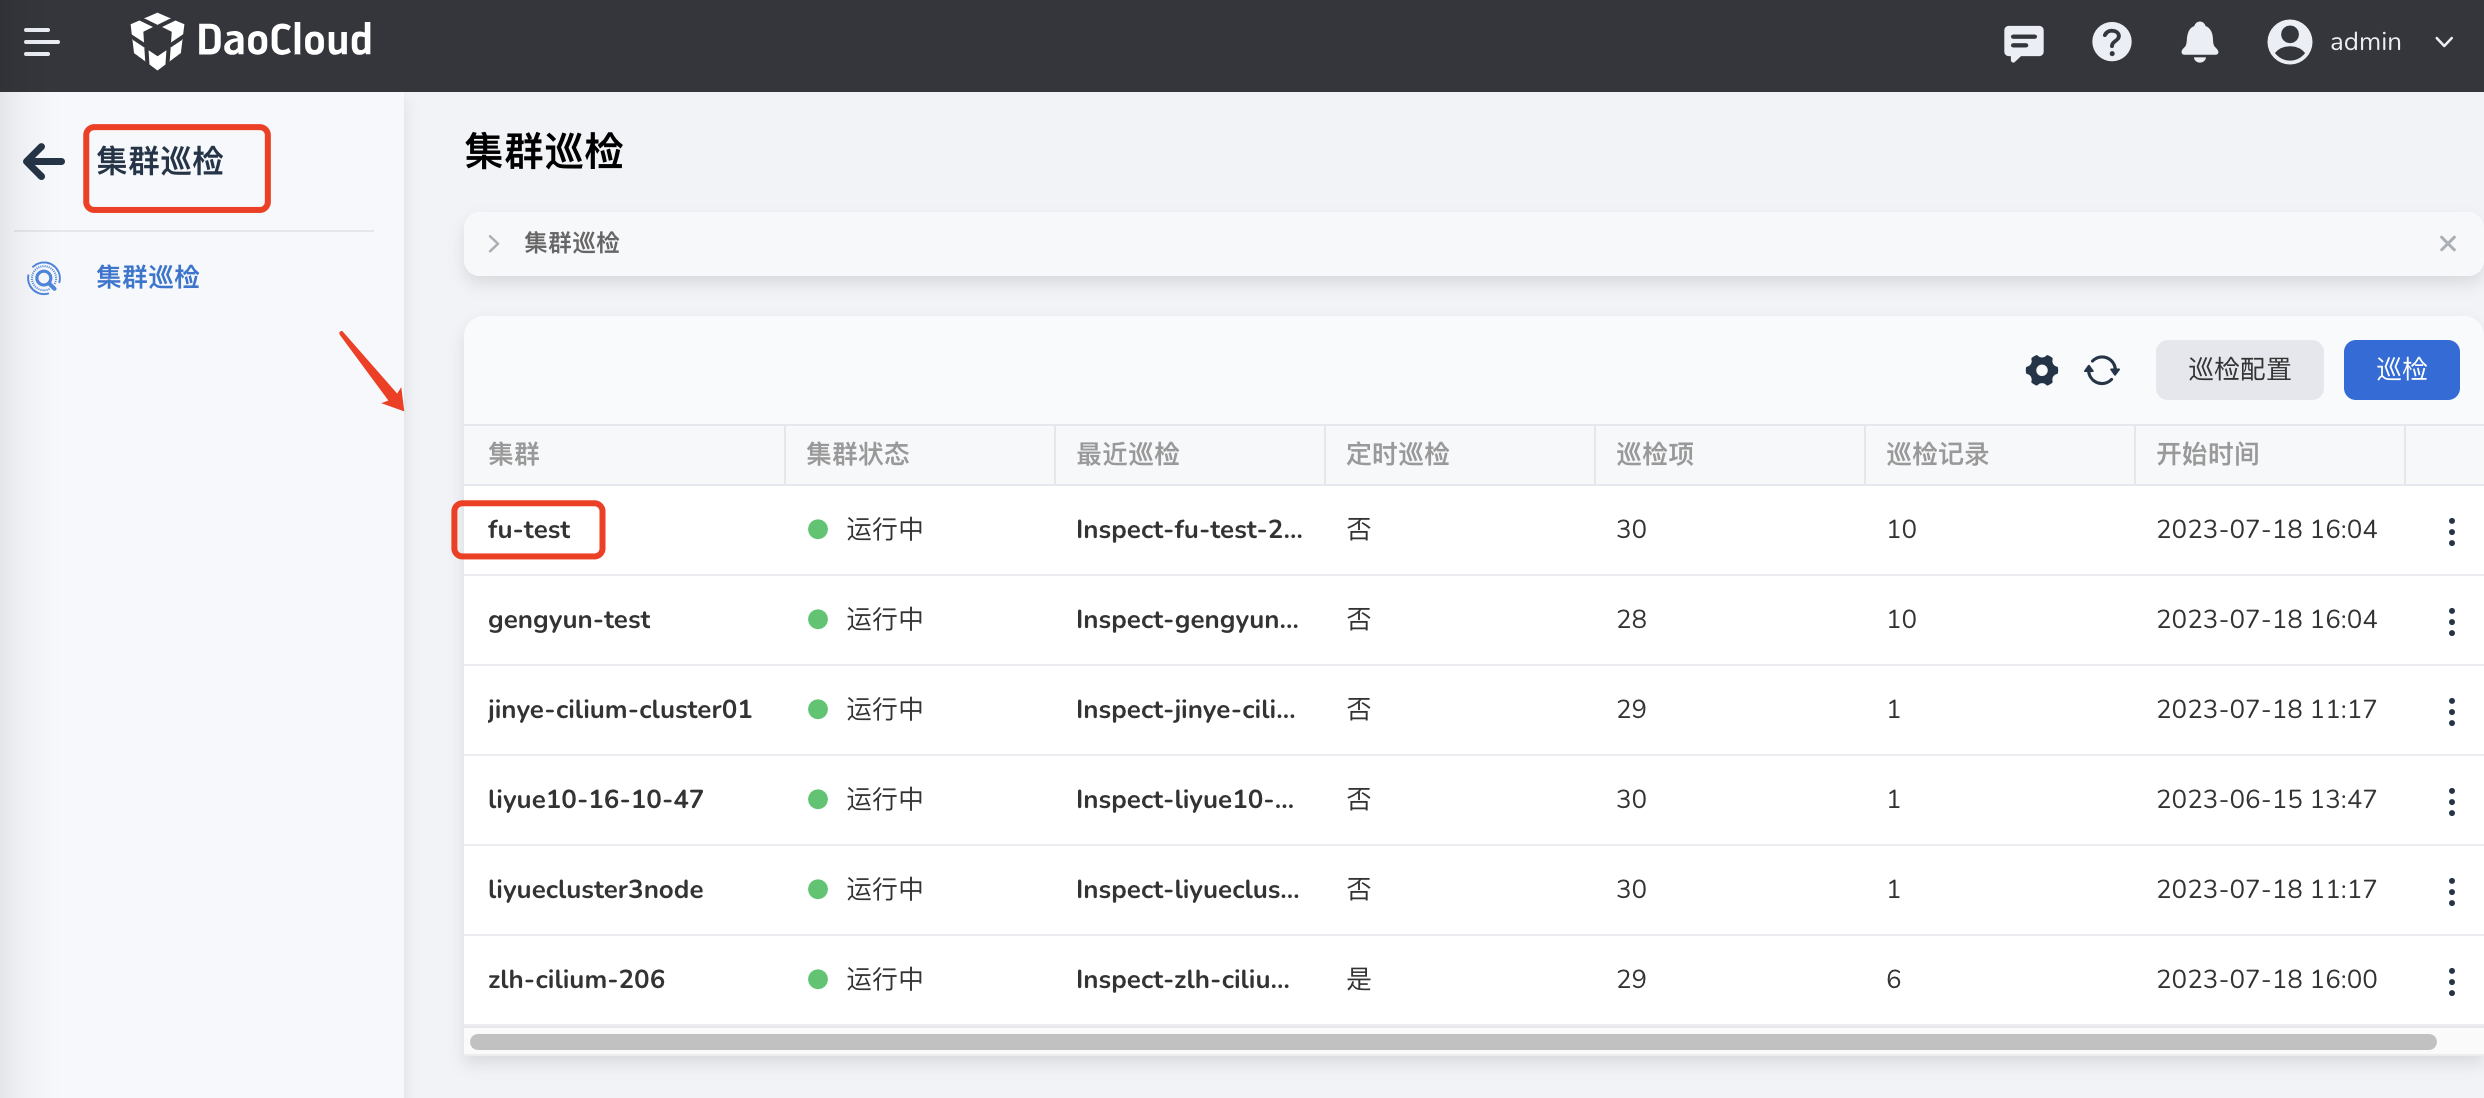 DaoCloud
admin
集群巡检
集群巡检
集群巡检
集群巡检
巡检配置
巡检
集群 集群状态 最近巡检 定时巡检 巡检项 巡检记录 开始时间
fu-test 运行中 Inspect-fu-test-2... 否 30 10 2023-07-18 16:04
gengyun-test 运行中 Inspect-gengyun... 否 28 10 2023-07-18 16:04
jinye-cilium-cluster01 运行中 Inspect-jinye-cili... 否 29 1 2023-07-18 11:17
liyue10-16-10-47 运行中 Inspect-liyue10-... 否 30 1 2023-06-15 13:47
liyuecluster3node 运行中 Inspect-liyueclus... 否 30 1 2023-07-18 11:17
zlh-cilium-206 运行中 Inspect-zlh-ciliu... 是 29 6 2023-07-18 16:00